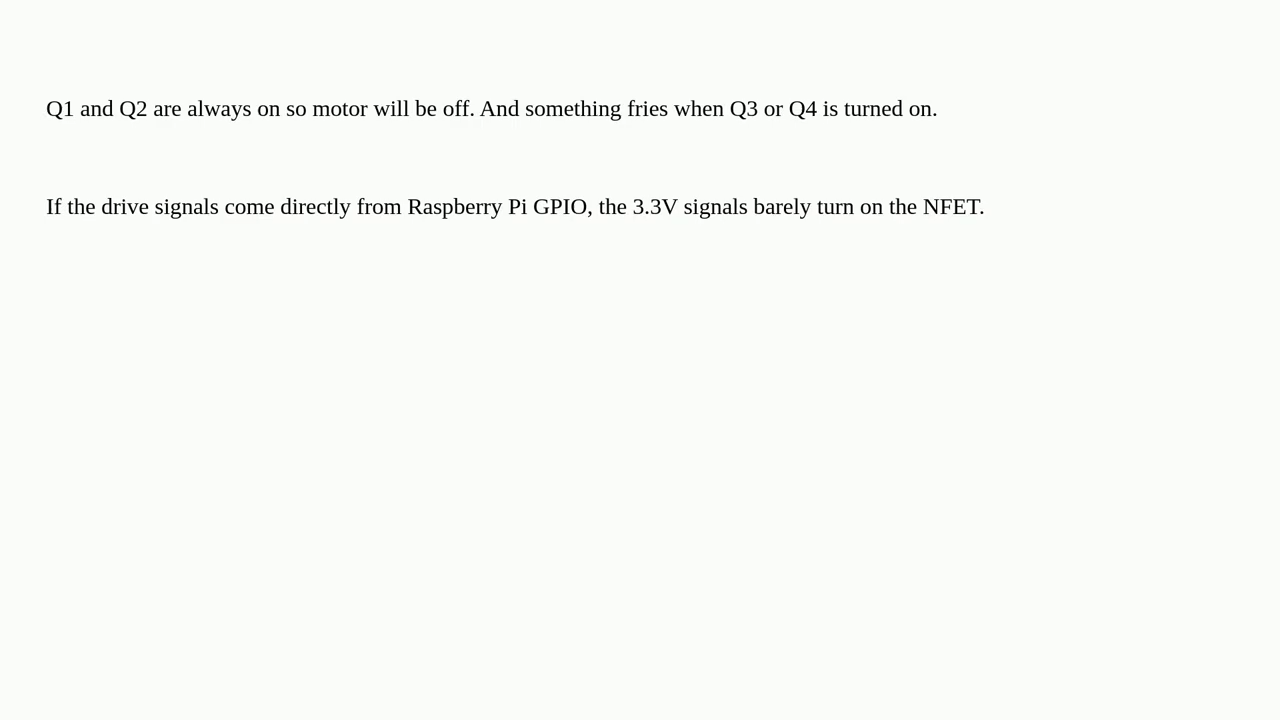 Q1 and Q2 are always on so motor will be off. And something fries when Q3 or Q4 is turned on.
If the drive signals come directly from Raspberry Pi GPIO, the 3.3V signals barely turn on the NFET.